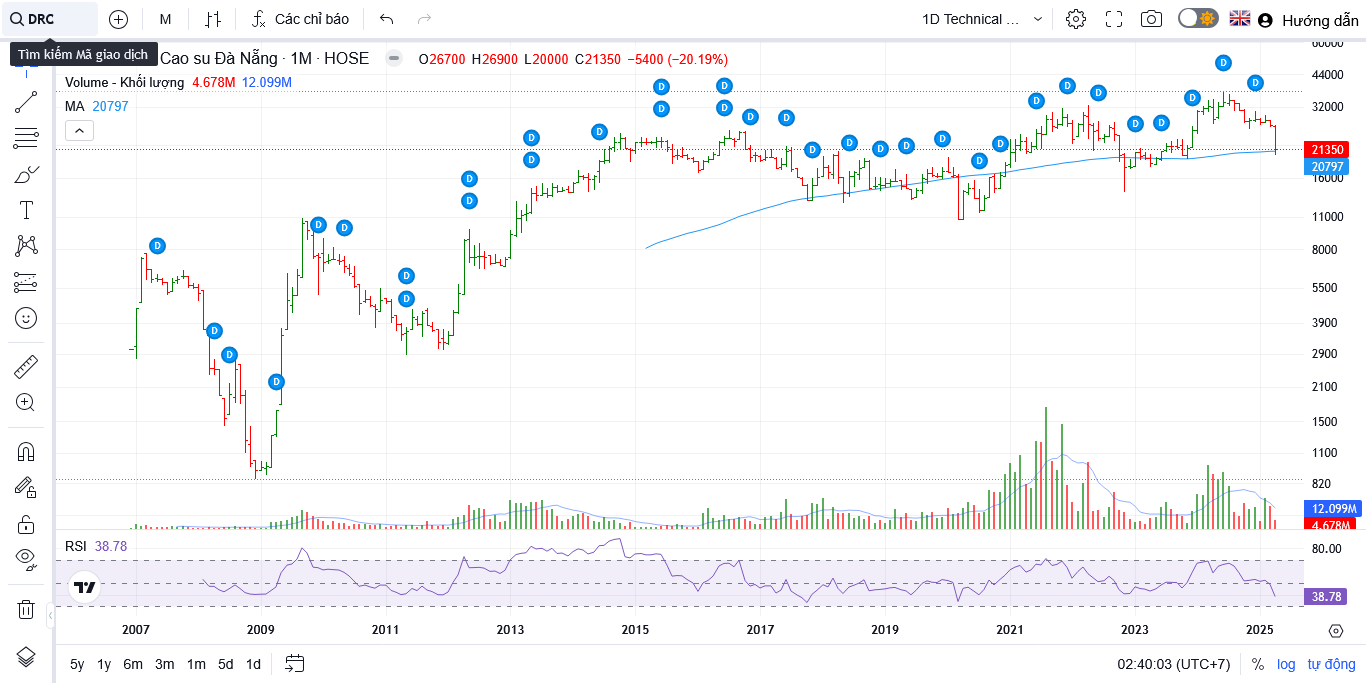 DRC M Các chỉ báo 1D Technical ... Hướng dẫn
Tìm kiếm Mã giao dịch
Cao su Đà Nẵng · 1M · HOSE O26700 H26900 L20000 C21350 −5400 (−20.19%)
Volume - Khối lượng 4.678M 12.099M
MA 20797
60000
44000
32000
21350
20797
16000
11000
8000
5500
3900
2900
2100
1500
1100
820
12.099M
4.678M
D D D D D D D D D D D D D D D D D D D D D D D D D D D D D D D D D D D
RSI 38.78
80.00
38.78
2007 2009 2011 2013 2015 2017 2019 2021 2023 2025
5y 1y 6m 3m 1m 5d 1d 02:40:03 (UTC+7) % log tự động